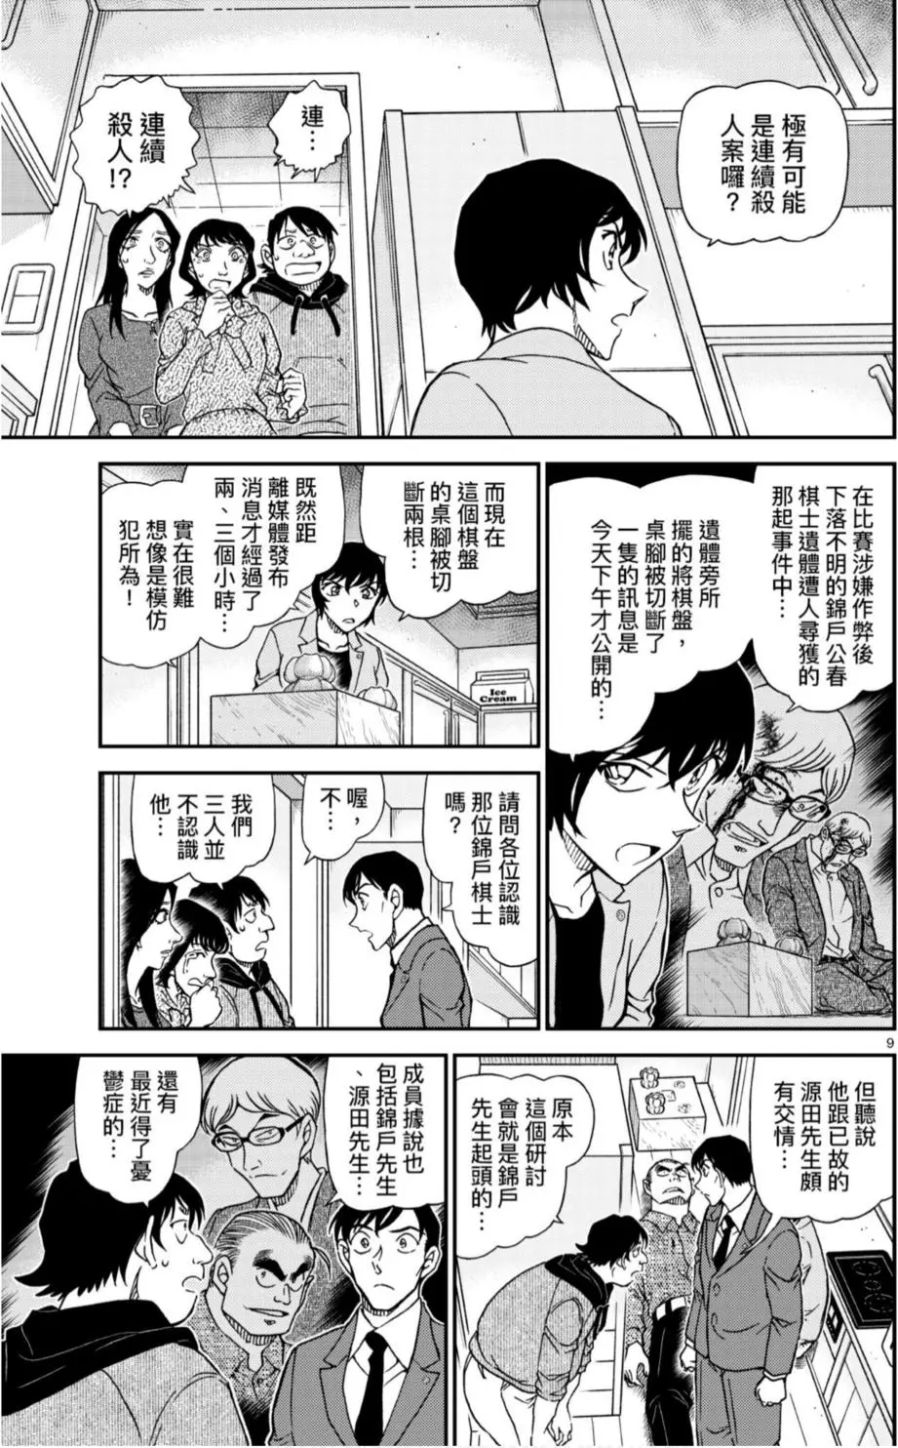 極有可能
是連續殺
人案囉？
連…
連續
殺人!?
在比賽涉嫌作弊後
下落不明的錦戶公春
棋士遺體遭人尋獲的
那起事件中…
遺體旁所
擺的將棋盤，
桌腳被切斷了
一隻的訊息是
今天下午才公開的…
而現在
這個棋盤
的桌腳被切
斷兩根…
既然距
離媒體發布
消息才經過了
兩、三個小時…
實在很難
想像是模仿
犯所為！
Ice
Cream
請問各位認識
那位錦戶棋士
嗎？
喔，
不…
我們
三人並
不認識
他…
9
但聽說
他跟已故的
源田先生頗
有交情…
原本
這個研討
會就是錦戶
先生起頭的…
成員據說也
包括錦戶先生
、源田先生…
還有
最近得了憂
鬱症的…